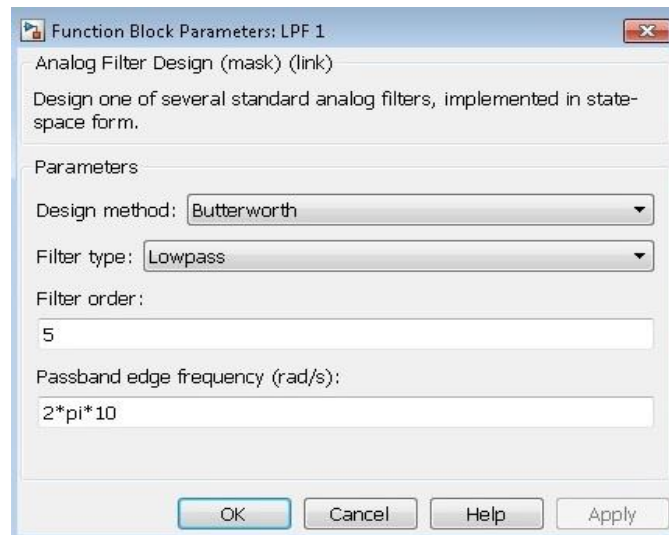 Function Block Parameters: LPF 1
Analog Filter Design (mask) (link)
Design one of several standard analog filters, implemented in state-
space form.
Parameters
Design method: Butterworth
Filter type: Lowpass
Filter order:
5
Passband edge frequency (rad/s):
2*pi*10
OK Cancel Help Apply